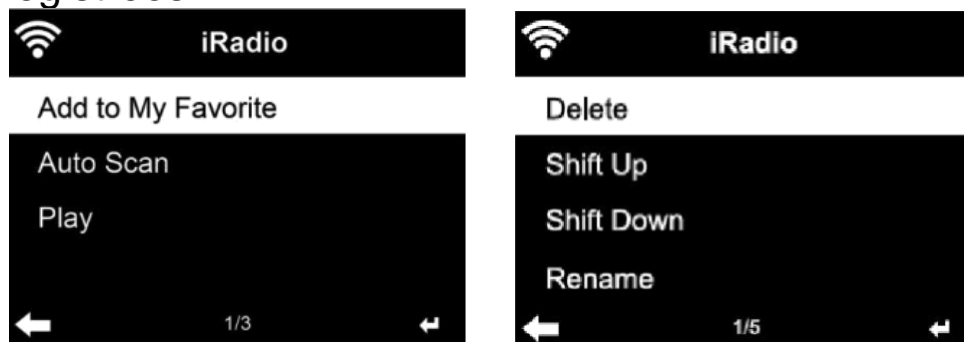 iRadio
Add to My Favorite
Auto Scan
Play
1/3
iRadio
Delete
Shift Up
Shift Down
Rename
1/5